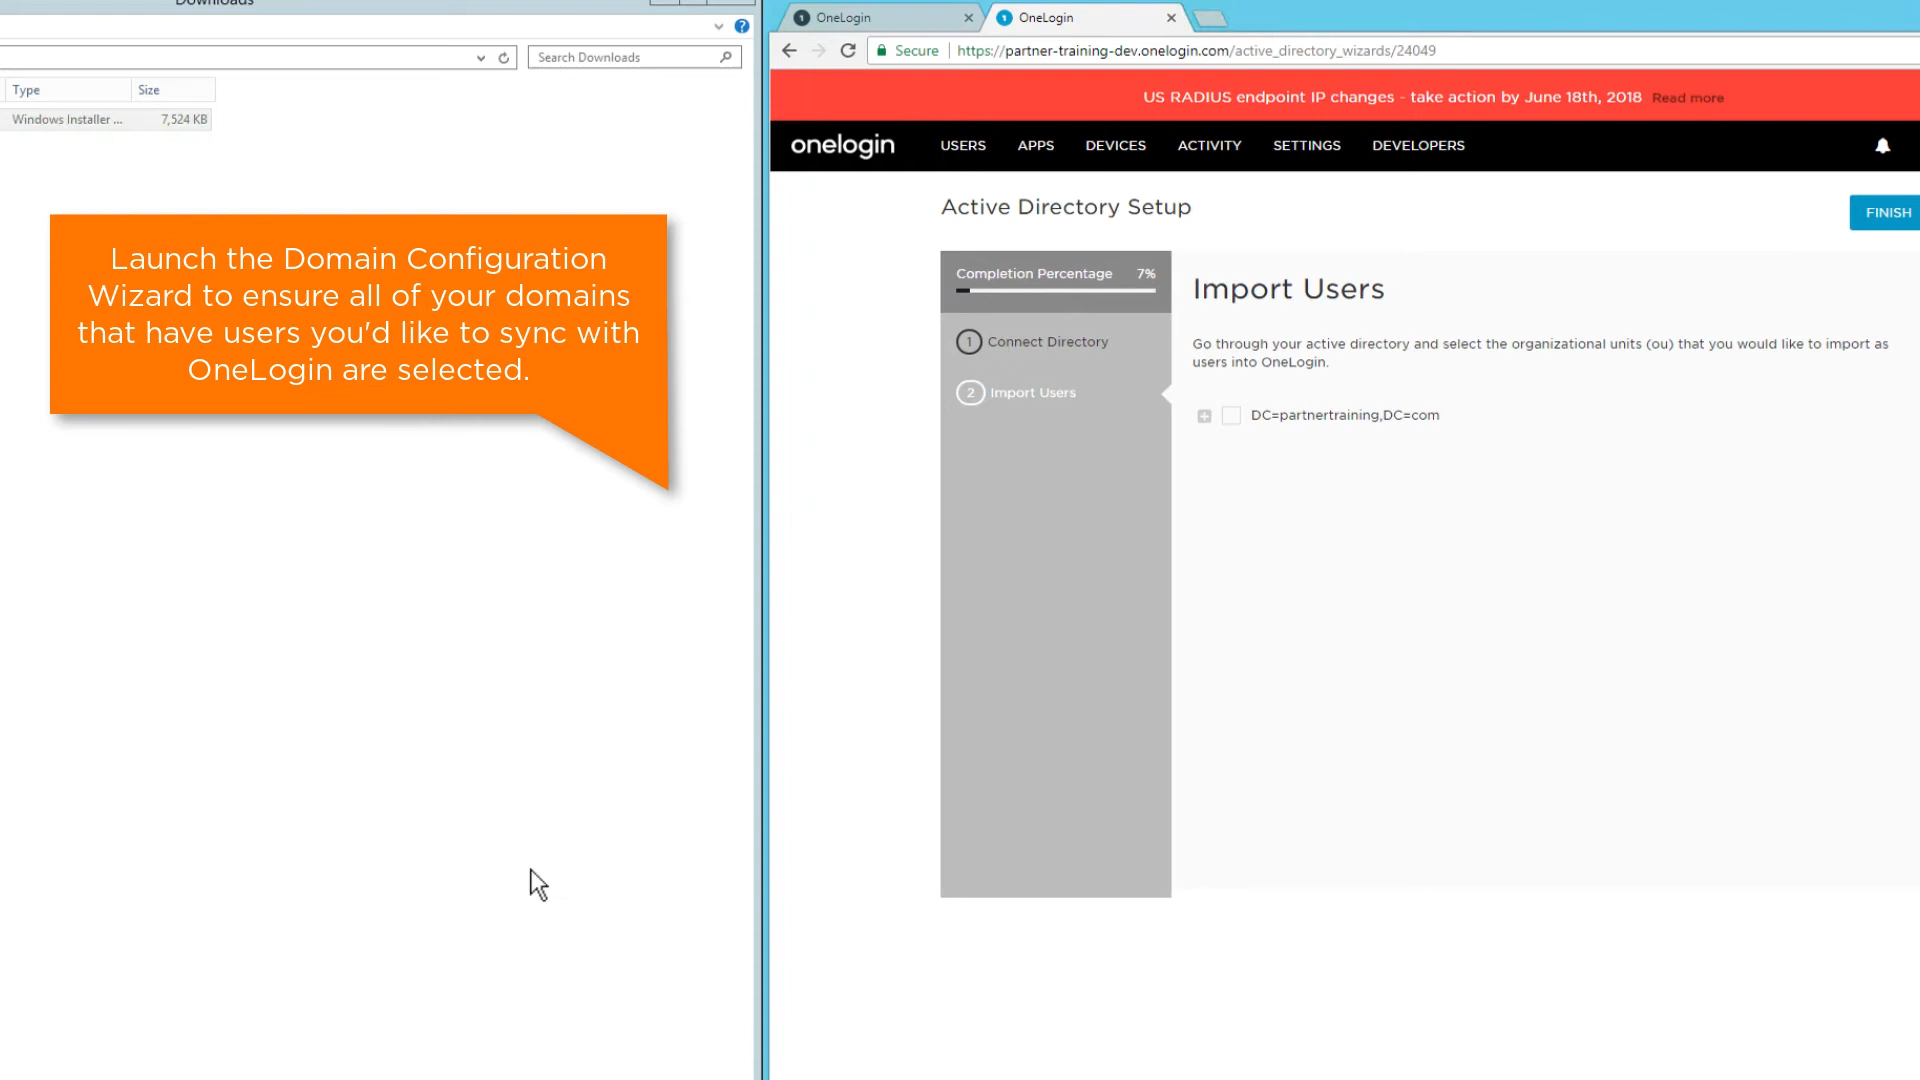 Downloads
Search Downloads
Type Size
Windows Installer ... 7,524 KB
Launch the Domain Configuration
Wizard to ensure all of your domains
that have users you'd like to sync with
OneLogin are selected.
OneLogin
OneLogin
Secure https://partner-training-dev.onelogin.com/active_directory_wizards/24049
US RADIUS endpoint IP changes - take action by June 18th, 2018 Read more
onelogin USERS APPS DEVICES ACTIVITY SETTINGS DEVELOPERS
Active Directory Setup
FINISH
Completion Percentage 7%
1 Connect Directory
2 Import Users
Import Users
Go through your active directory and select the organizational units (ou) that you would like to import as
users into OneLogin.
DC=partnertraining,DC=com